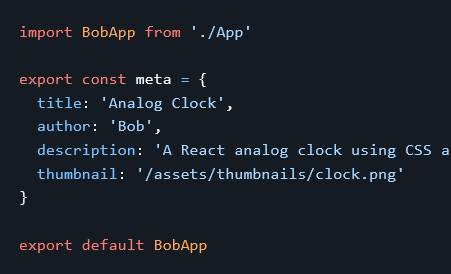 import BobApp from './App'
export const meta = {
title: 'Analog Clock',
author: 'Bob',
description: 'A React analog clock using CSS a
thumbnail: '/assets/thumbnails/clock.png'
}
export default BobApp